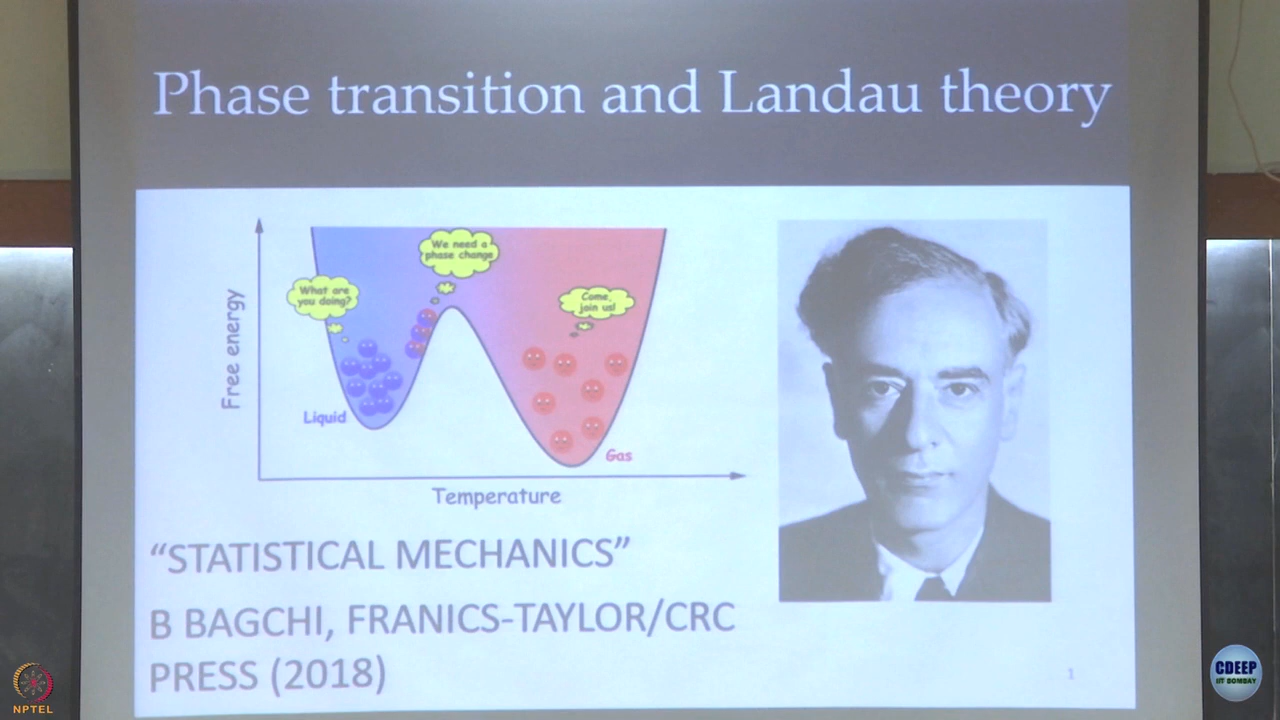 Phase transition and Landau theory
We need a
phase change
What are
you doing?
Come,
join us!
Free energy
Liquid
Gas
Temperature
“STATISTICAL MECHANICS”
B BAGCHI, FRANICS-TAYLOR/CRC
PRESS (2018)
1
NPTEL
CDEEP
IIT BOMBAY